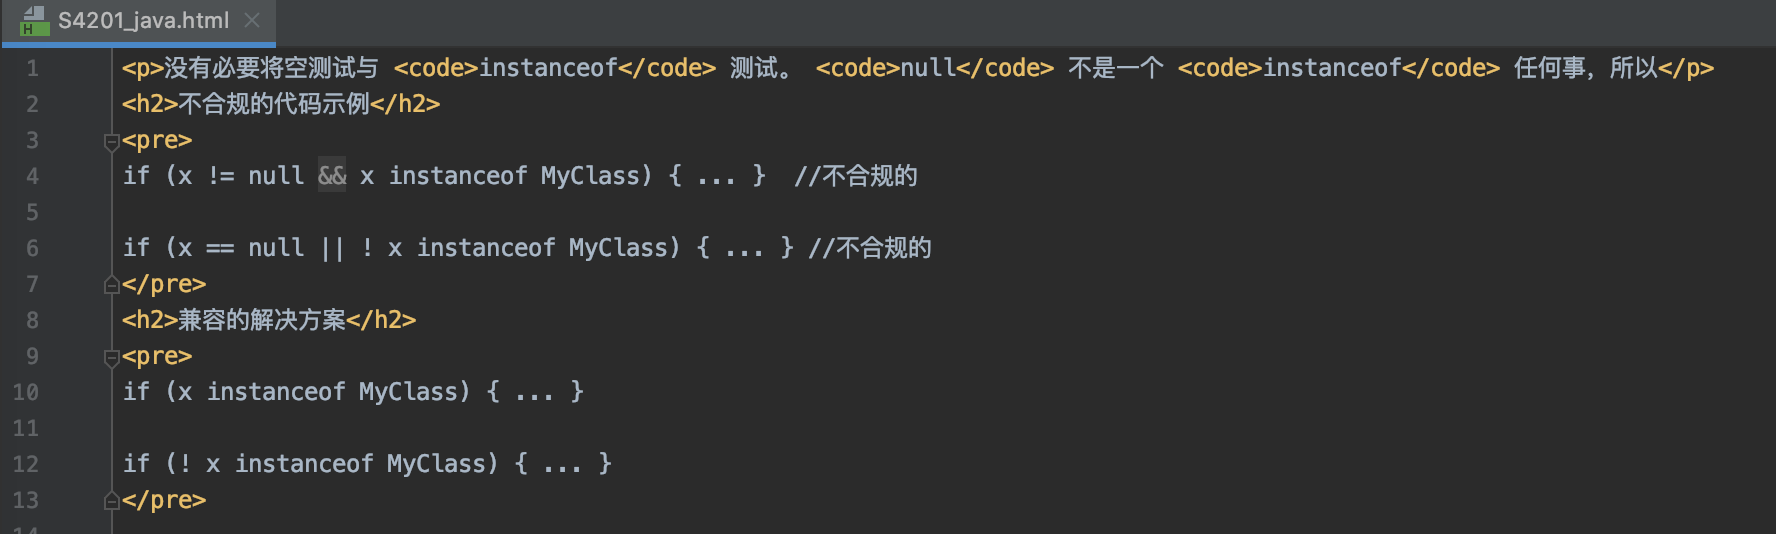 S4201_java.html
1 <p>没有必要将空测试与 <code>instanceof</code> 测试。 <code>null</code> 不是一个 <code>instanceof</code> 任何事，所以</p>
2 <h2>不合规的代码示例</h2>
3 <pre>
4 if (x != null && x instanceof MyClass) { ... }  //不合规的
5
6 if (x == null || ! x instanceof MyClass) { ... } //不合规的
7 </pre>
8 <h2>兼容的解决方案</h2>
9 <pre>
10 if (x instanceof MyClass) { ... }
11
12 if (! x instanceof MyClass) { ... }
13 </pre>
14